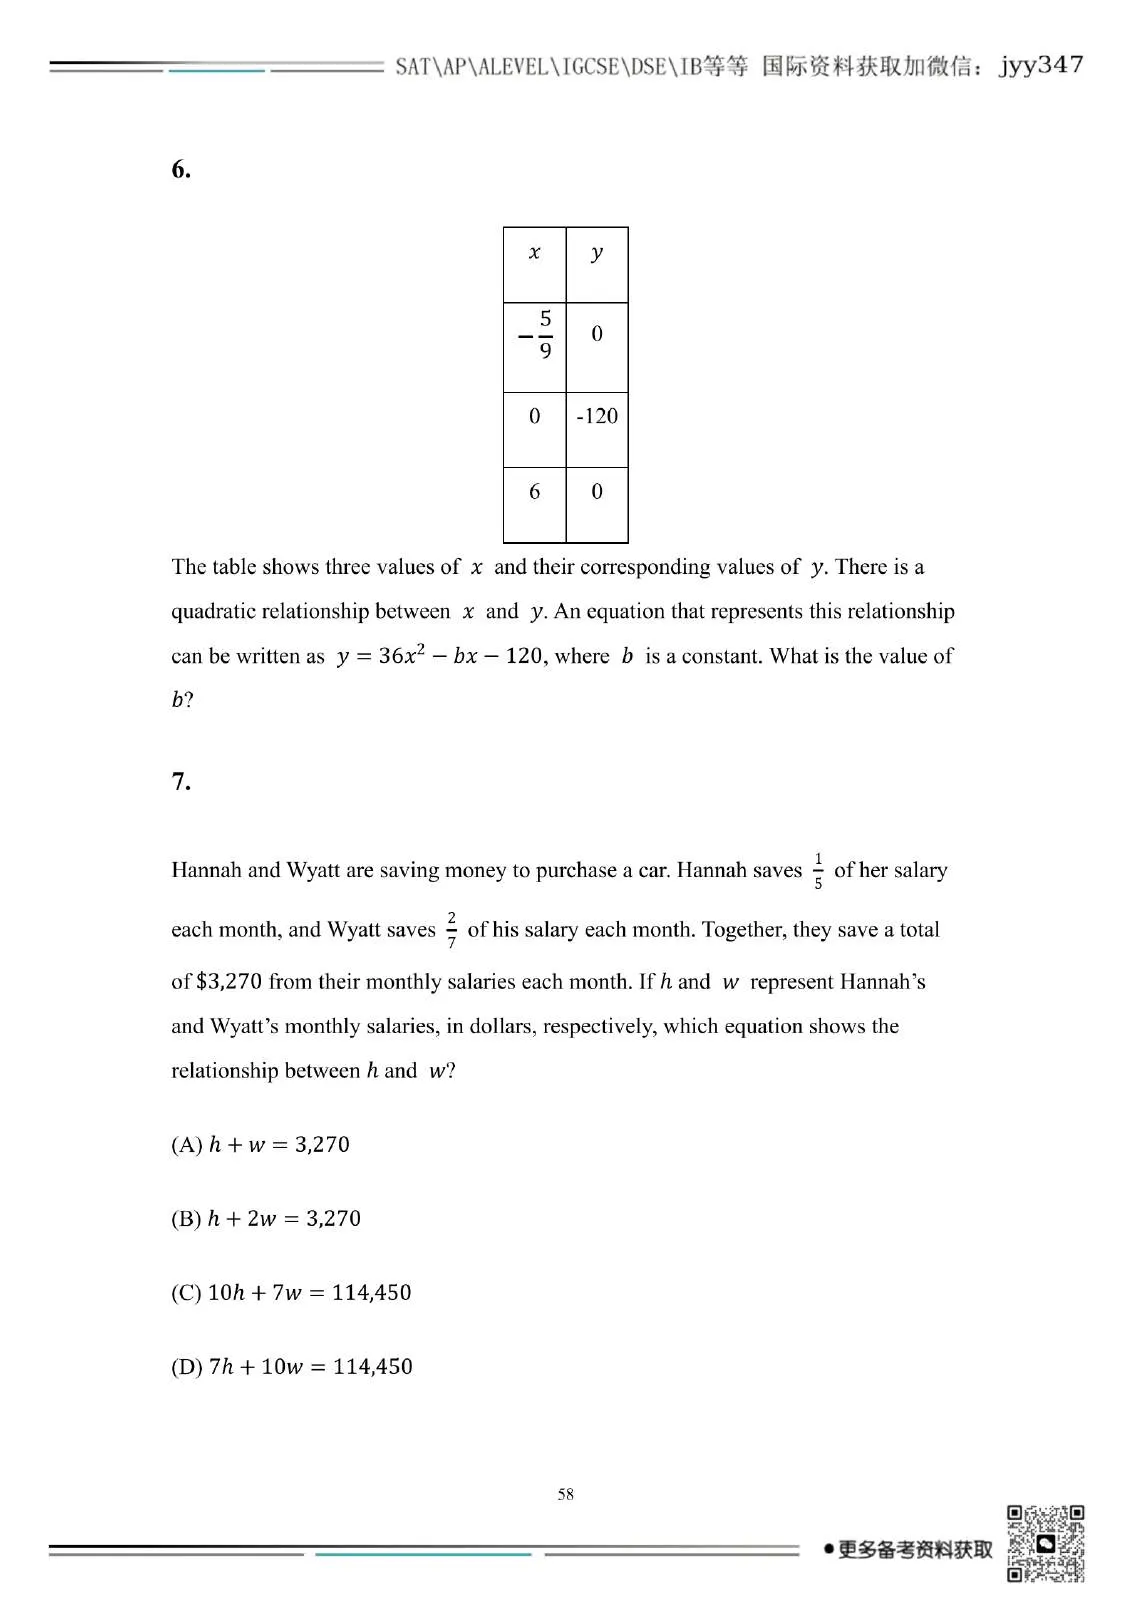 SAT\AP\ALEVEL\IGCSE\DSE\IB等等 国际资料获取加微信：jyy347
6.
x y
−5/9 0
0 -120
6 0
The table shows three values of x and their corresponding values of y. There is a
quadratic relationship between x and y. An equation that represents this relationship
can be written as y = 36x² − bx − 120, where b is a constant. What is the value of
b?
7.
Hannah and Wyatt are saving money to purchase a car. Hannah saves 1/5 of her salary
each month, and Wyatt saves 2/7 of his salary each month. Together, they save a total
of $3,270 from their monthly salaries each month. If h and w represent Hannah’s
and Wyatt’s monthly salaries, in dollars, respectively, which equation shows the
relationship between h and w?
(A) h + w = 3,270
(B) h + 2w = 3,270
(C) 10h + 7w = 114,450
(D) 7h + 10w = 114,450
58
●更多备考资料获取